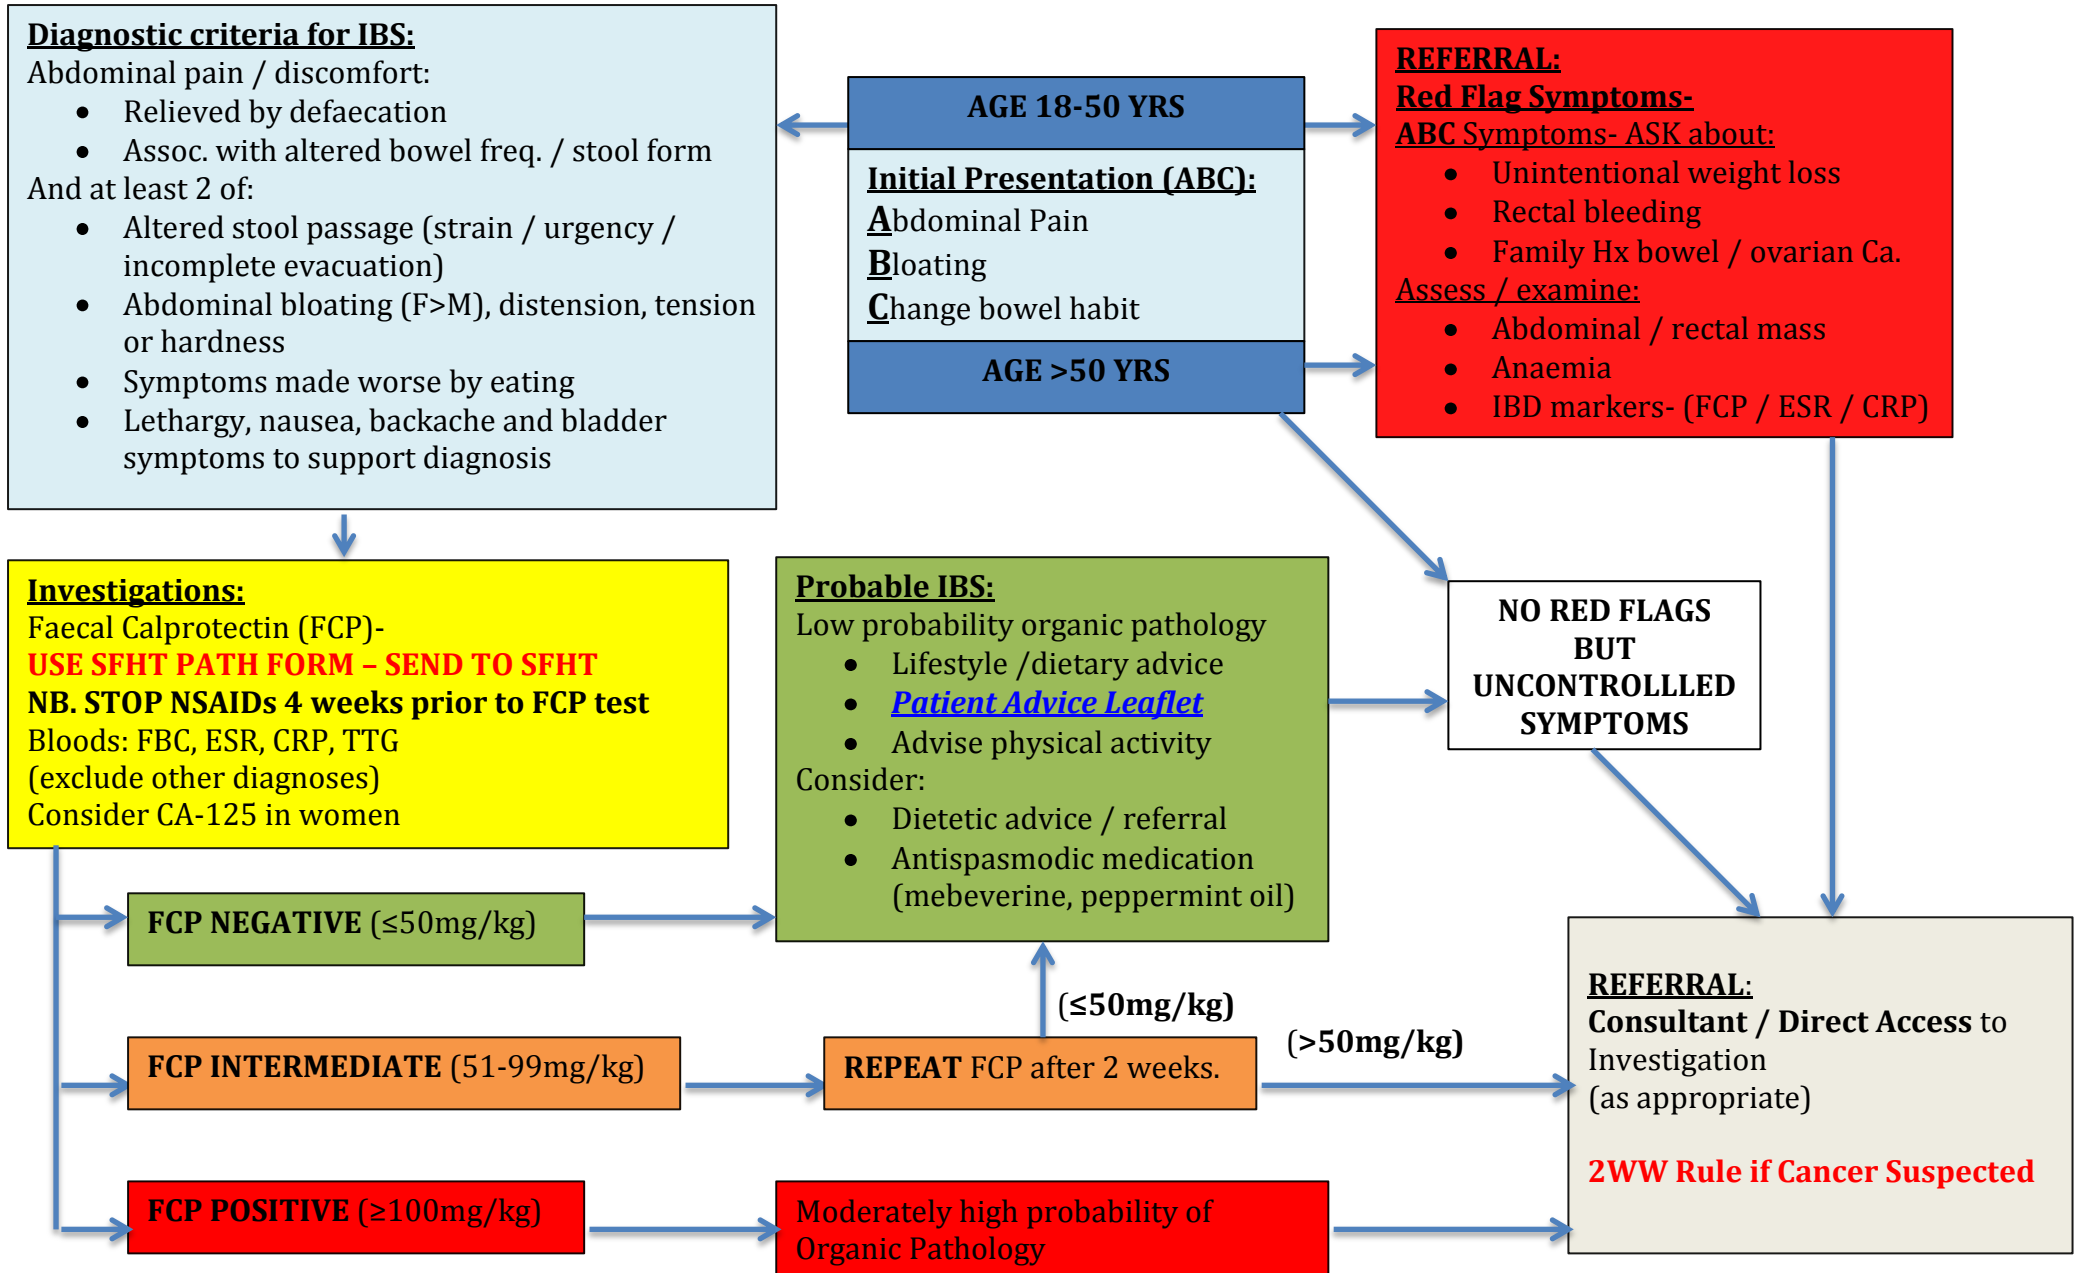 Diagnostic criteria for IBS:
Abdominal pain / discomfort:
• Relieved by defaecation
• Assoc. with altered bowel freq. / stool form
And at least 2 of:
• Altered stool passage (strain / urgency /
incomplete evacuation)
• Abdominal bloating (F>M), distension, tension
or hardness
• Symptoms made worse by eating
• Lethargy, nausea, backache and bladder
symptoms to support diagnosis
AGE 18-50 YRS
Initial Presentation (ABC):
Abdominal Pain
Bloating
Change bowel habit
AGE >50 YRS
REFERRAL:
Red Flag Symptoms-
ABC Symptoms- ASK about:
• Unintentional weight loss
• Rectal bleeding
• Family Hx bowel / ovarian Ca.
Assess / examine:
• Abdominal / rectal mass
• Anaemia
• IBD markers- (FCP / ESR / CRP)
Investigations:
Faecal Calprotectin (FCP)-
USE SFHT PATH FORM – SEND TO SFHT
NB. STOP NSAIDs 4 weeks prior to FCP test
Bloods: FBC, ESR, CRP, TTG
(exclude other diagnoses)
Consider CA-125 in women
Probable IBS:
Low probability organic pathology
• Lifestyle /dietary advice
• Patient Advice Leaflet
• Advise physical activity
Consider:
• Dietetic advice / referral
• Antispasmodic medication
(mebeverine, peppermint oil)
NO RED FLAGS
BUT
UNCONTROLLLED
SYMPTOMS
FCP NEGATIVE (≤50mg/kg)
(≤50mg/kg)
FCP INTERMEDIATE (51-99mg/kg)
REPEAT FCP after 2 weeks.
(>50mg/kg)
FCP POSITIVE (≥100mg/kg)
Moderately high probability of
Organic Pathology
REFERRAL:
Consultant / Direct Access to
Investigation
(as appropriate)
2WW Rule if Cancer Suspected